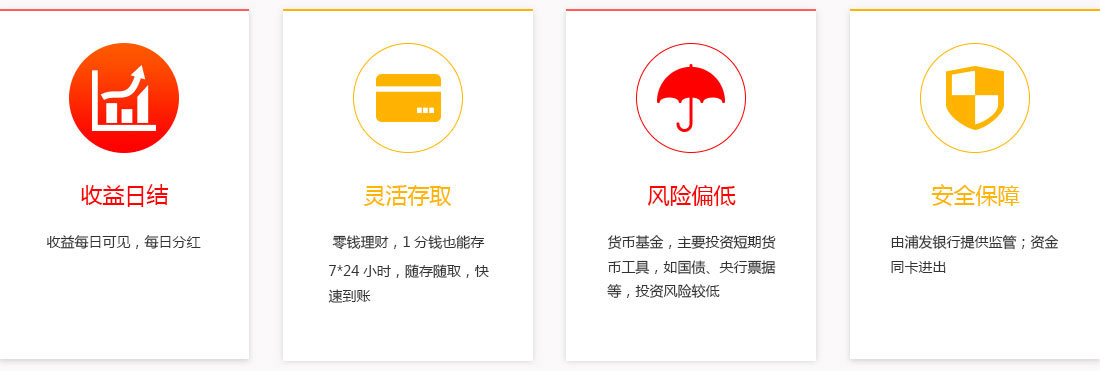 收益日结
收益每日可见，每日分红
灵活存取
零钱理财，1 分钱也能存
7*24 小时，随存随取，快
速到账
风险偏低
货币基金，主要投资短期货
币工具，如国债、央行票据
等，投资风险较低
安全保障
由浦发银行提供监管；资金
同卡进出